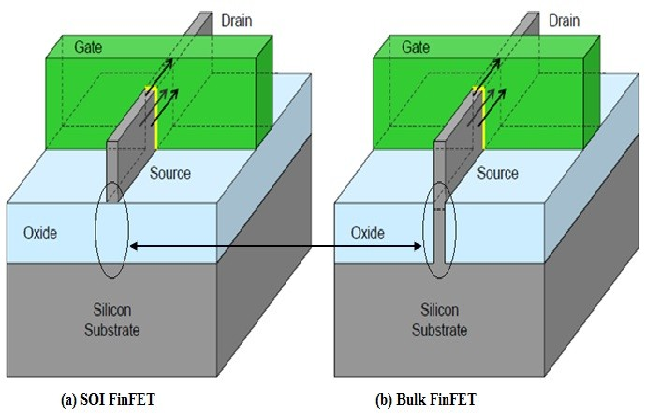 Drain
Gate
Source
Oxide
Silicon
Substrate
(a) SOI FinFET
Drain
Gate
Source
Oxide
Silicon
Substrate
(b) Bulk FinFET